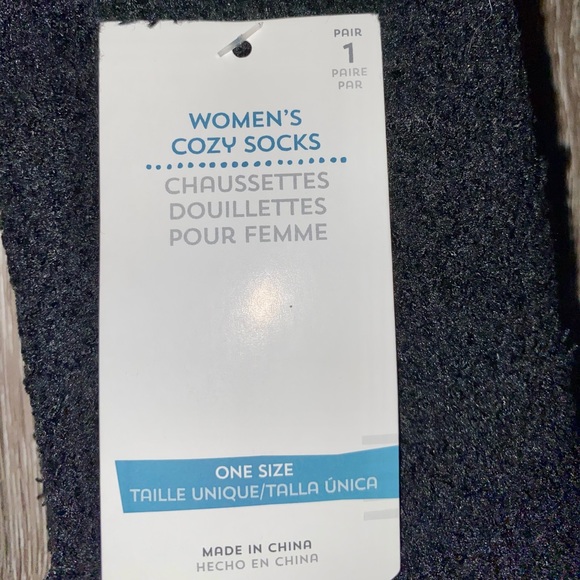 PAIR
1
PAIRE
PAR
WOMEN'S
COZY SOCKS
CHAUSSETTES
DOUILLETTES
POUR FEMME
ONE SIZE
TAILLE UNIQUE/TALLA ÚNICA
MADE IN CHINA
HECHO EN CHINA